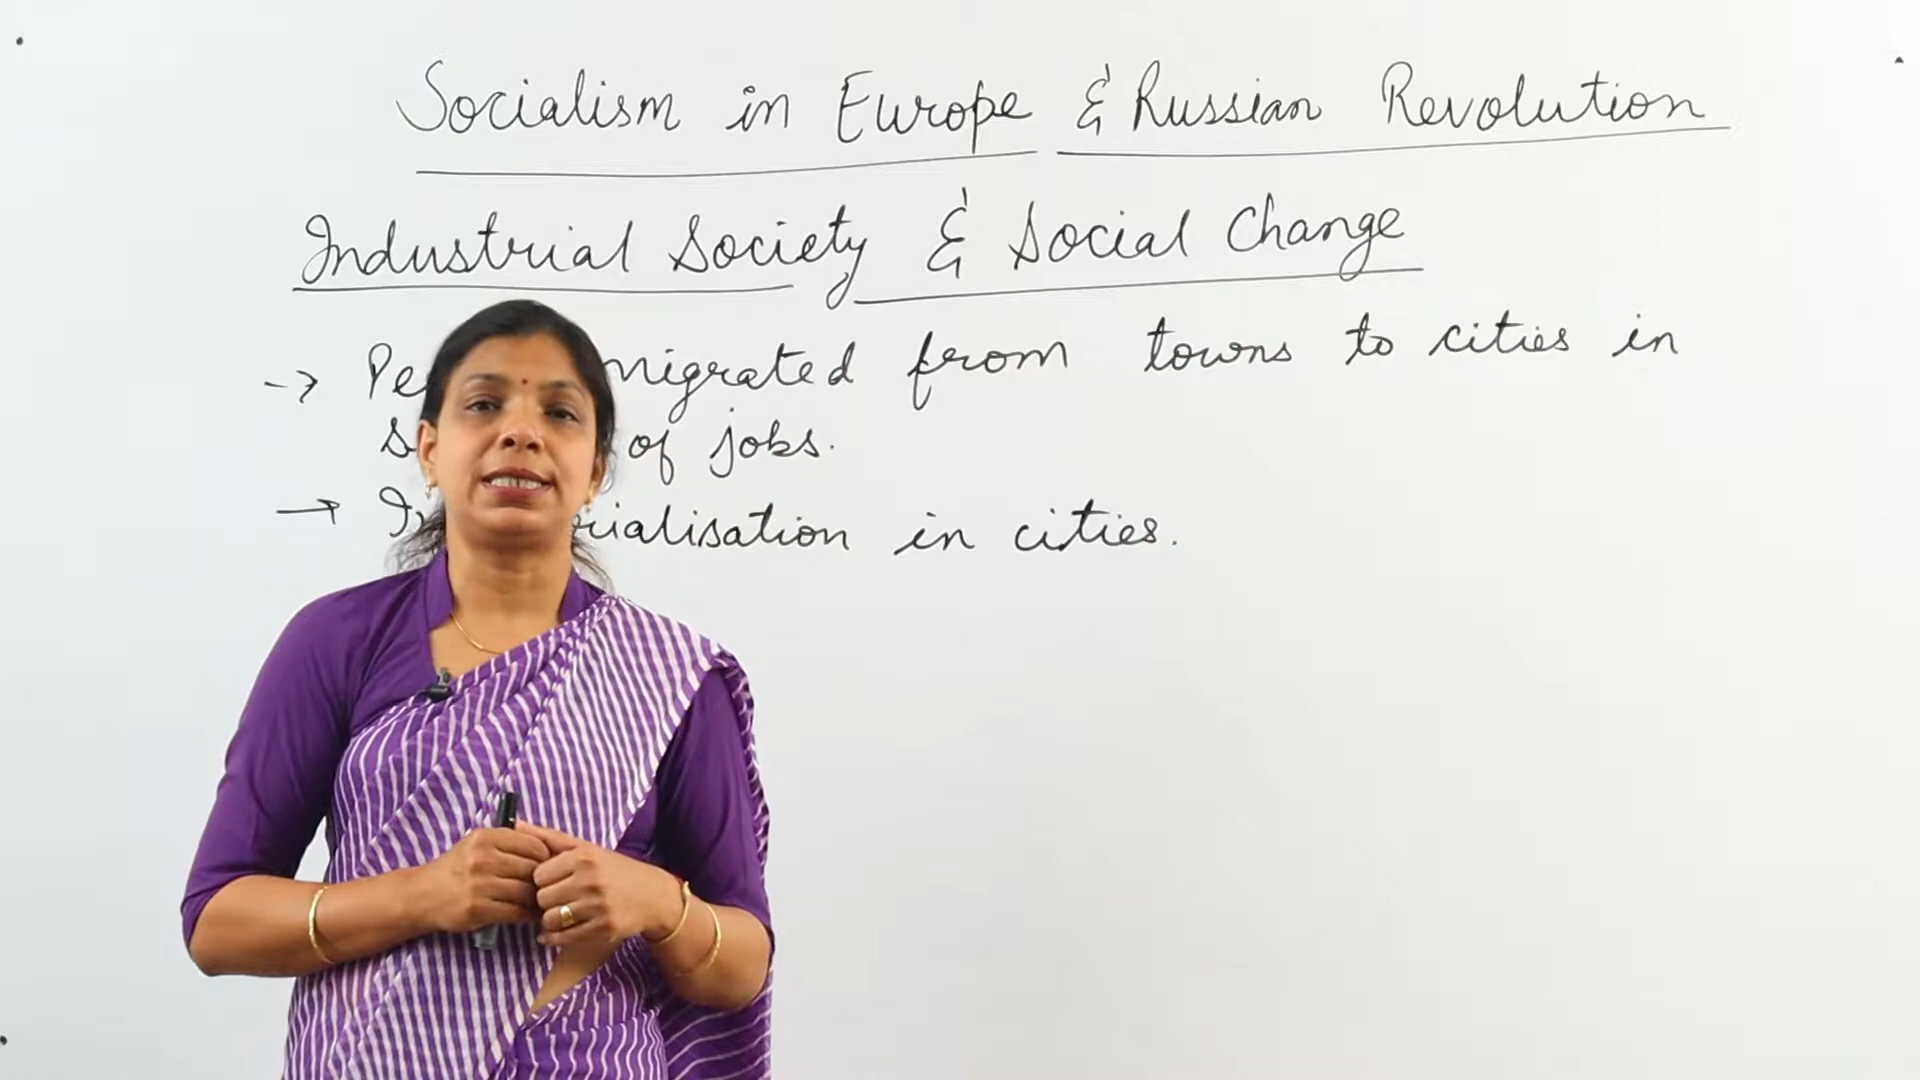 Socialism in Europe & Russian Revolution
Industrial Society & Social Change
-> migrated from towns to cities in
of jobs.
→ in cities.